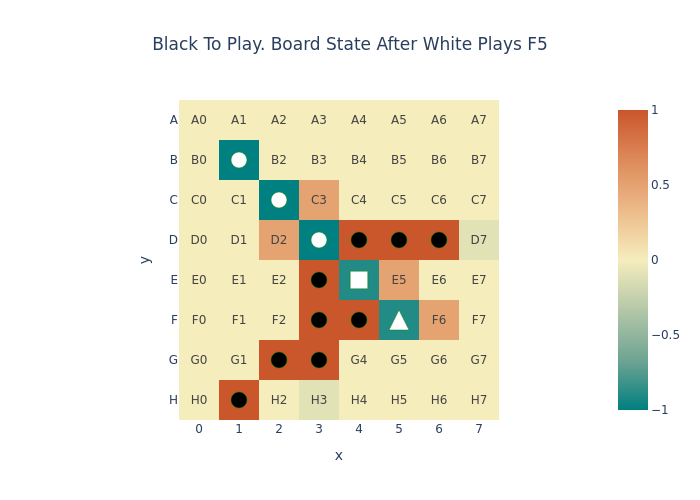 Black To Play. Board State After White Plays F5
A A0 A1 A2 A3 A4 A5 A6 A7
B B0 B2 B3 B4 B5 B6 B7
C C0 C1 C3 C4 C5 C6 C7
D D0 D1 D2 D7
E E0 E1 E2 E5 E6 E7
F F0 F1 F2 F6 F7
G G0 G1 G4 G5 G6 G7
H H0 H2 H3 H4 H5 H6 H7
0 1 2 3 4 5 6 7
x
y
1
0.5
0
−0.5
−1